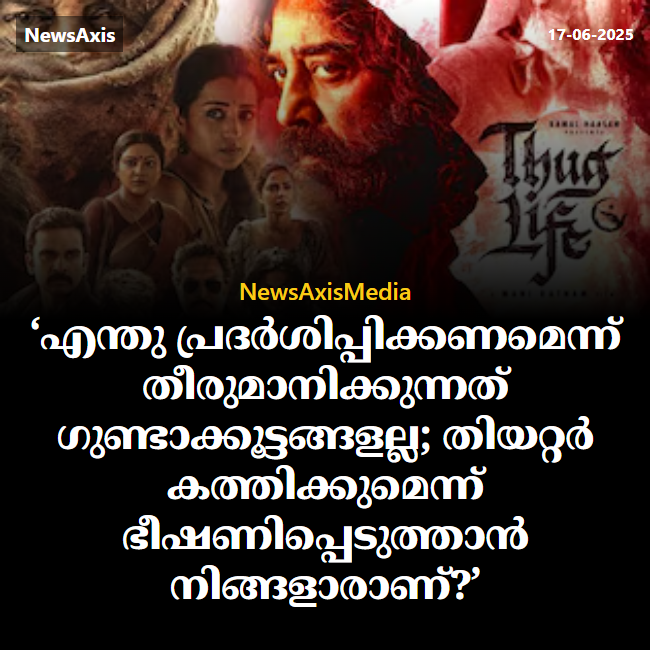 NewsAxis
17-06-2025
KAMAL HAASAN
PRESENTS
Thug
Life
A MANI RATNAM
NewsAxisMedia
‘എന്തു പ്രദർശിപ്പിക്കണമെന്ന്
തീരുമാനിക്കുന്നത്
ഗുണ്ടാക്കൂട്ടങ്ങളല്ല; തിയറ്റർ
കത്തിക്കുമെന്ന്
ഭീഷണിപ്പെടുത്താൻ
നിങ്ങളാരാണ്?’